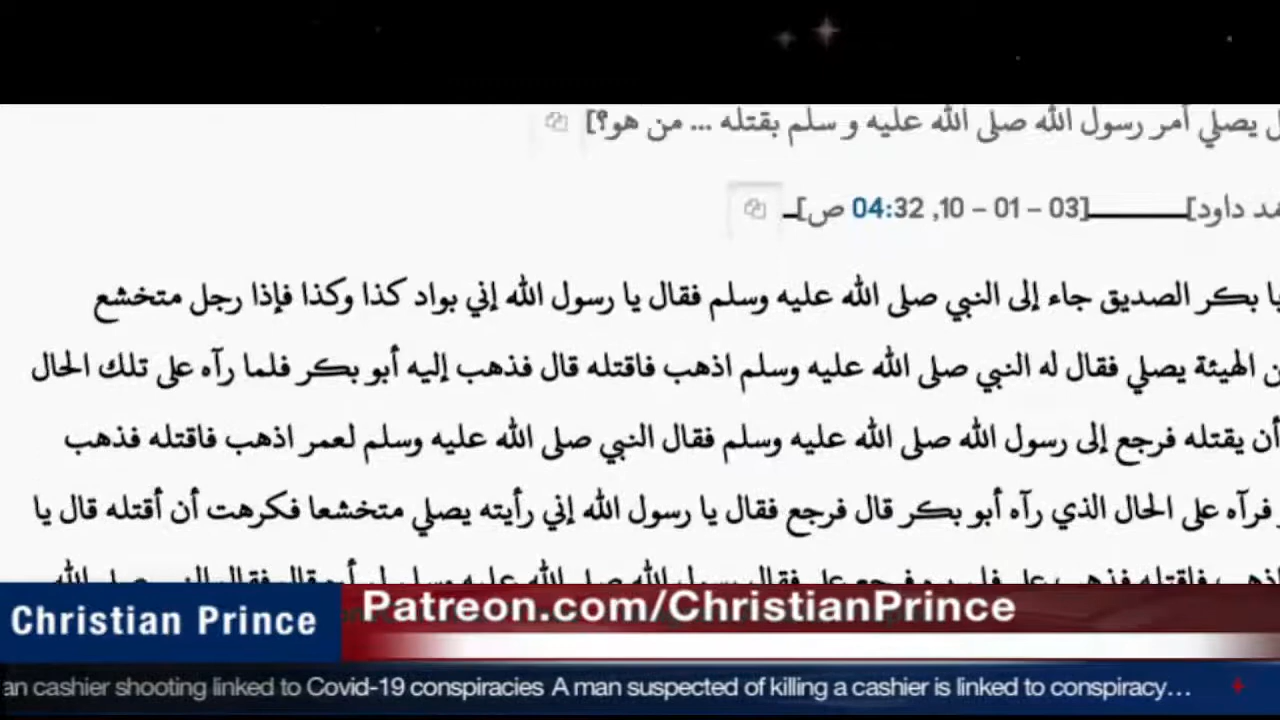 يصلي أمر رسول الله صلى الله عليه و سلم بقتله ... من هو؟]
داود]ــــــــــ[03 - 01 - 10, 04:32 ص]ـ
بكر الصديق جاء إلى النبي صلى الله عليه وسلم فقال يا رسول الله إني بواد كذا وكذا فإذا رجل متخشع
الهيئة يصلي فقال له النبي صلى الله عليه وسلم اذهب فاقتله قال فذهب إليه أبو بكر فلما رآه على تلك الحال
أن يقتله فرجع إلى رسول الله صلى الله عليه وسلم فقال النبي صلى الله عليه وسلم لعمر اذهب فاقتله فذهب
فرآه على الحال الذي رآه أبو بكر قال فرجع فقال يا رسول الله إني رأيته يصلي متخشعا فكرهت أن أقتله قال يا
Christian Prince
Patreon.com/ChristianPrince
an cashier shooting linked to Covid-19 conspiracies A man suspected of killing a cashier is linked to conspiracy...